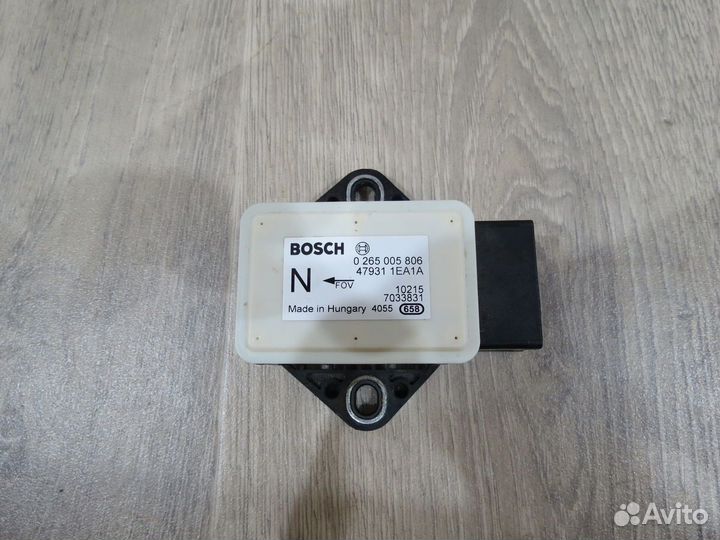 BOSCH
0 265 005 806
47931 1EA1A
N
FOV
10215
7033831
Made in Hungary 4055 658
Avito